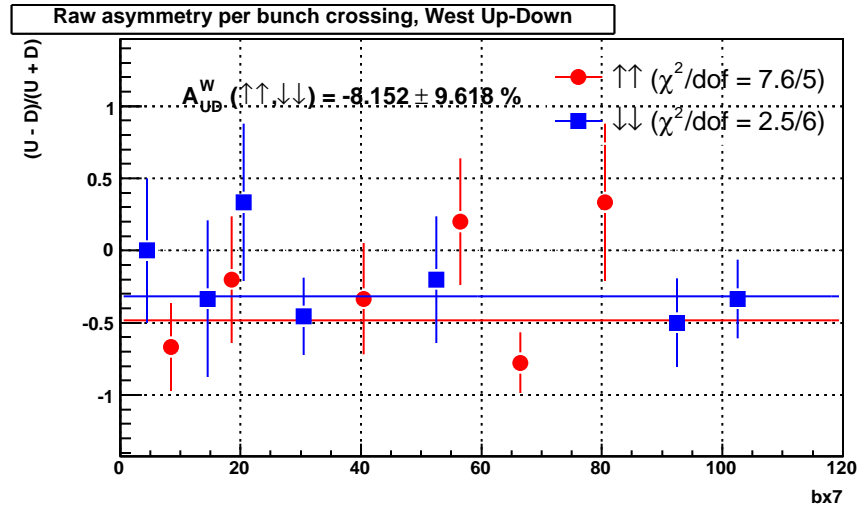 Raw asymmetry per bunch crossing, West Up-Down
(U - D)/(U + D)
A^W_UD (↑↑,↓↓) = -8.152 ± 9.618 %
↑↑ (χ²/dof = 7.6/5)
↓↓ (χ²/dof = 2.5/6)
1
0.5
0
-0.5
-1
0 20 40 60 80 100 120
bx7